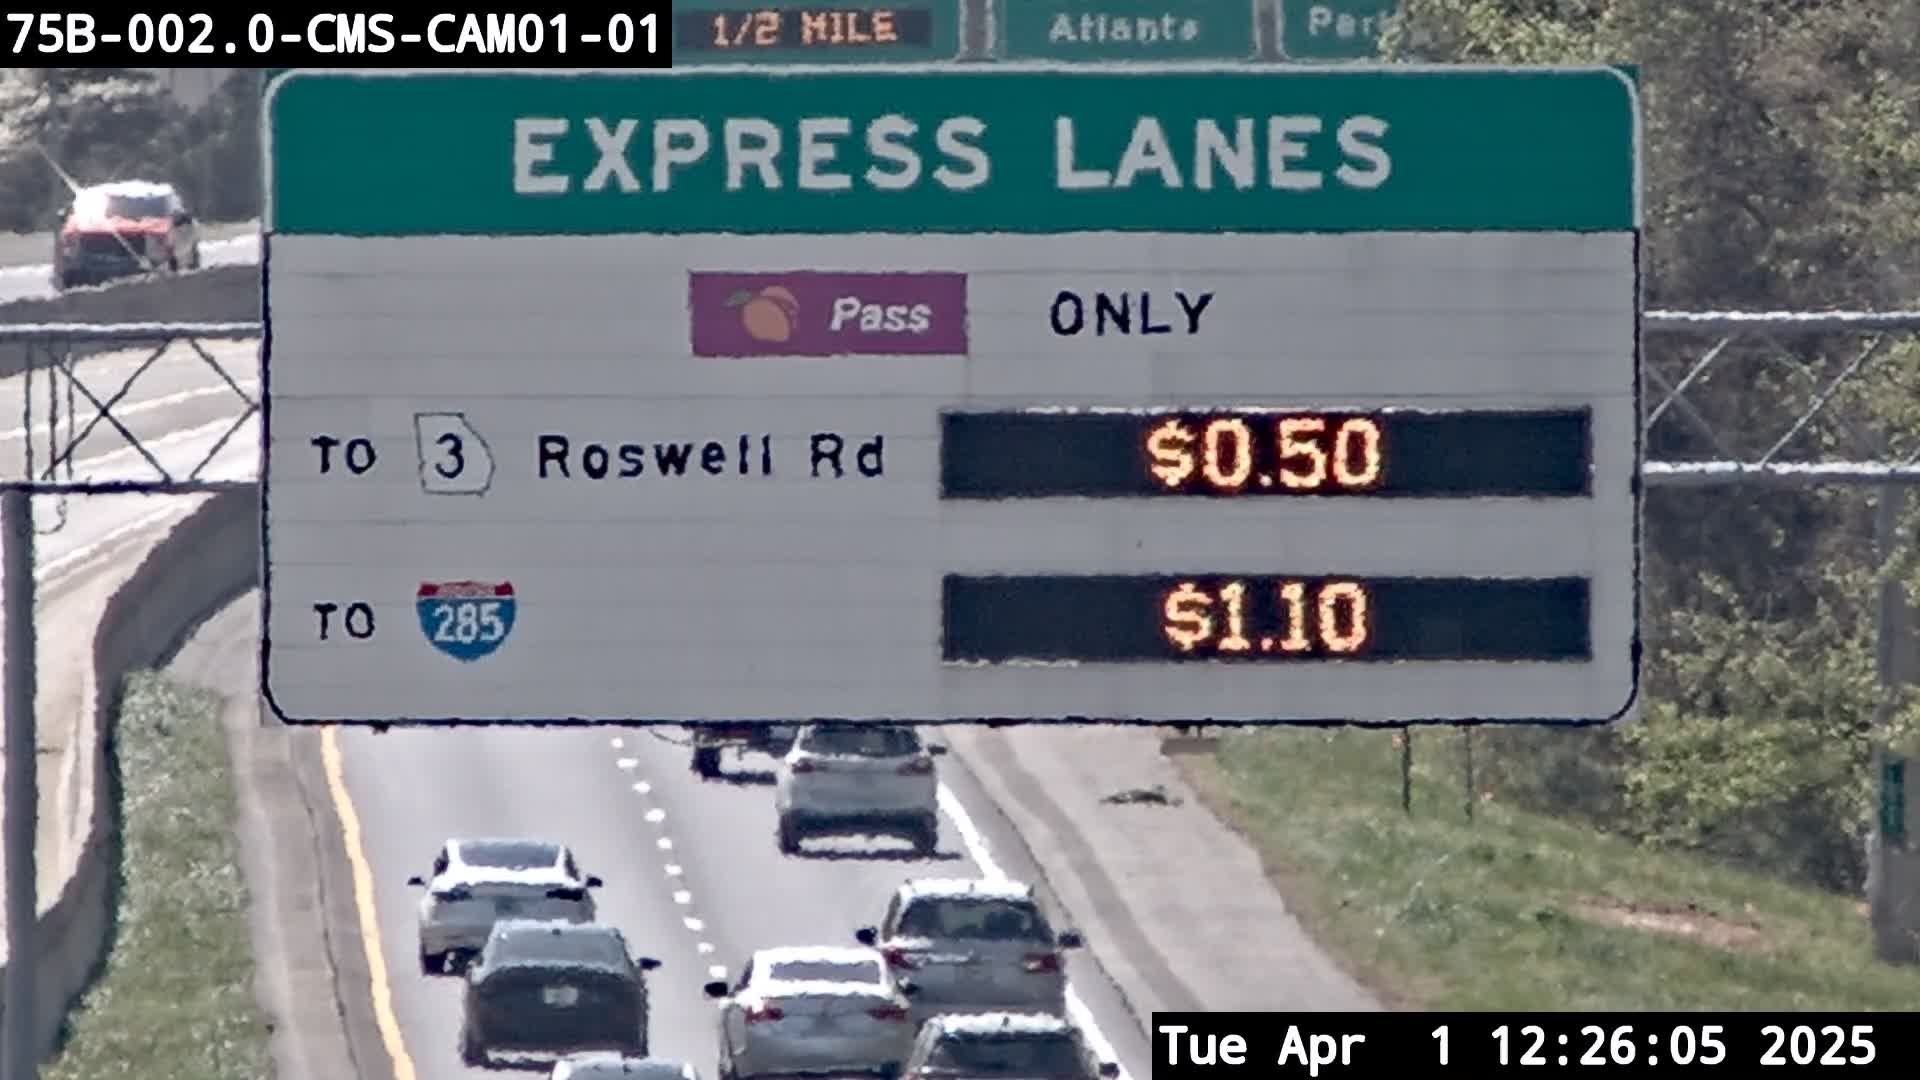 75B-002.0-CMS-CAM01-01
1/2 MILE
Atlanta
EXPRESS LANES
Pass ONLY
TO 3 Roswell Rd $0.50
TO 285 $1.10
Tue Apr 1 12:26:05 2025